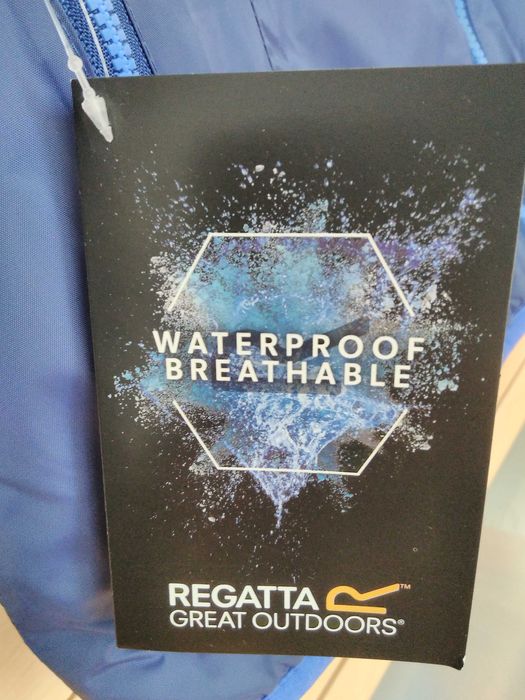 WATERPROOF
BREATHABLE
REGATTA
GREAT OUTDOORS®